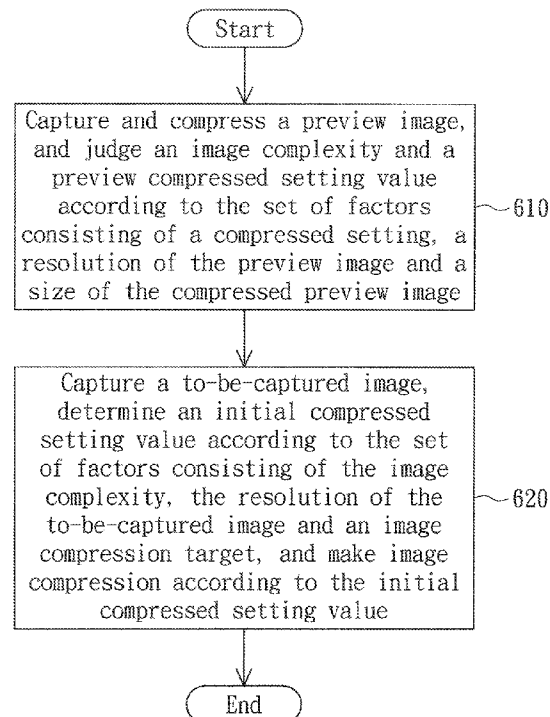 Start
Capture and compress a preview image,
and judge an image complexity and a
preview compressed setting value
according to the set of factors
consisting of a compressed setting, a
resolution of the preview image and a
size of the compressed preview image
610
Capture a to-be-captured image,
determine an initial compressed
setting value according to the set
of factors consisting of the image
complexity, the resolution of the
to-be-captured image and an image
compression target, and make image
compression according to the initial
compressed setting value
620
End